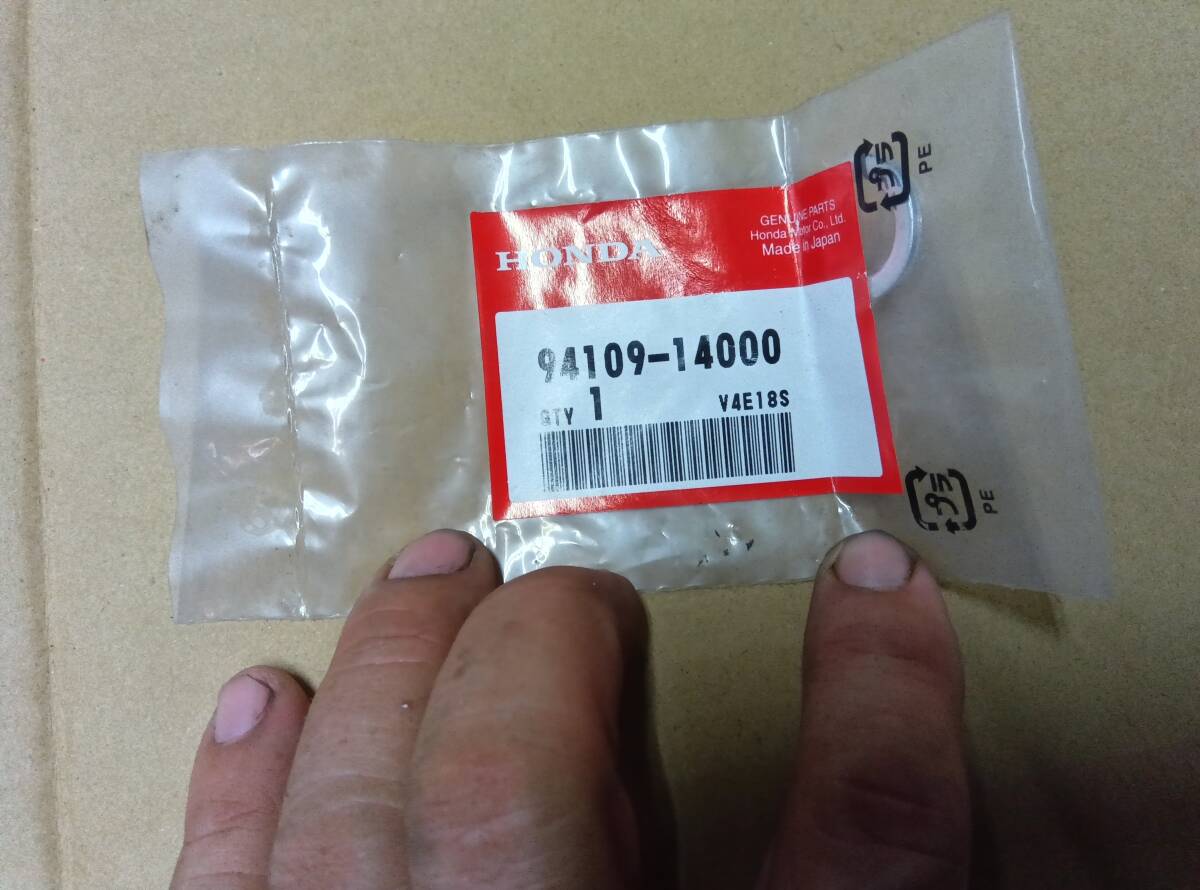 HONDA
GENUINE PARTS
Honda Motor Co., Ltd.
Made in Japan
94109-14000
QTY 1 V4E18S
プラ
PE
プラ
PE